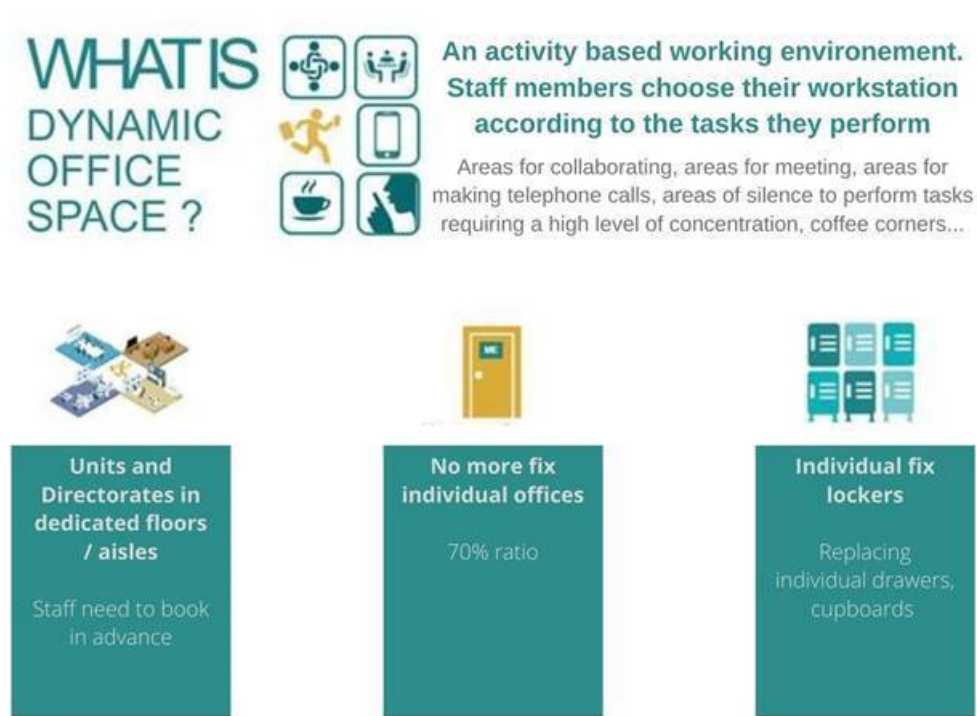 WHAT IS
DYNAMIC
OFFICE
SPACE ?
An activity based working environement.
Staff members choose their workstation
according to the tasks they perform
Areas for collaborating, areas for meeting, areas for
making telephone calls, areas of silence to perform tasks
requiring a high level of concentration, coffee corners...
ME
Units and
Directorates in
dedicated floors
/ aisles
Staff need to book
in advance
No more fix
individual offices
70% ratio
Individual fix
lockers
Replacing
individual drawers,
cupboards